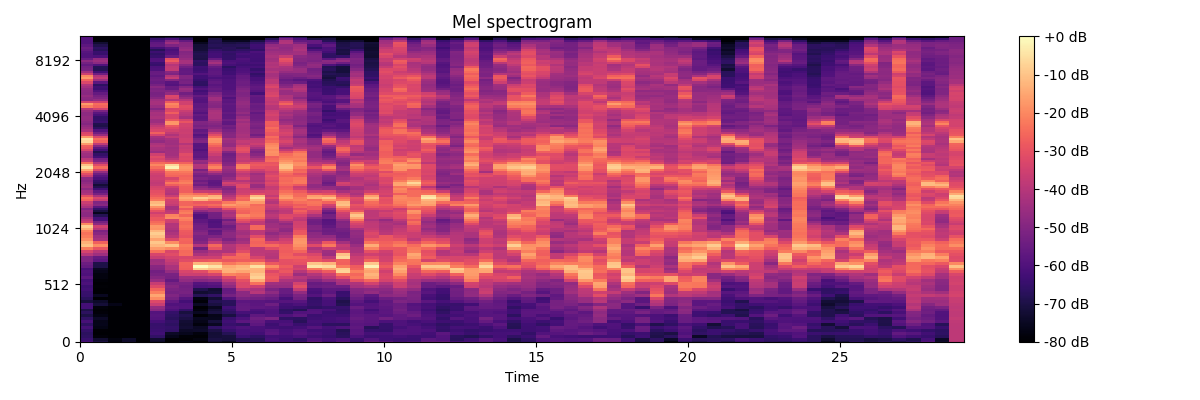 Mel spectrogram
8192
4096
2048
1024
512
0
Hz
0 5 10 15 20 25
Time
+0 dB
-10 dB
-20 dB
-30 dB
-40 dB
-50 dB
-60 dB
-70 dB
-80 dB